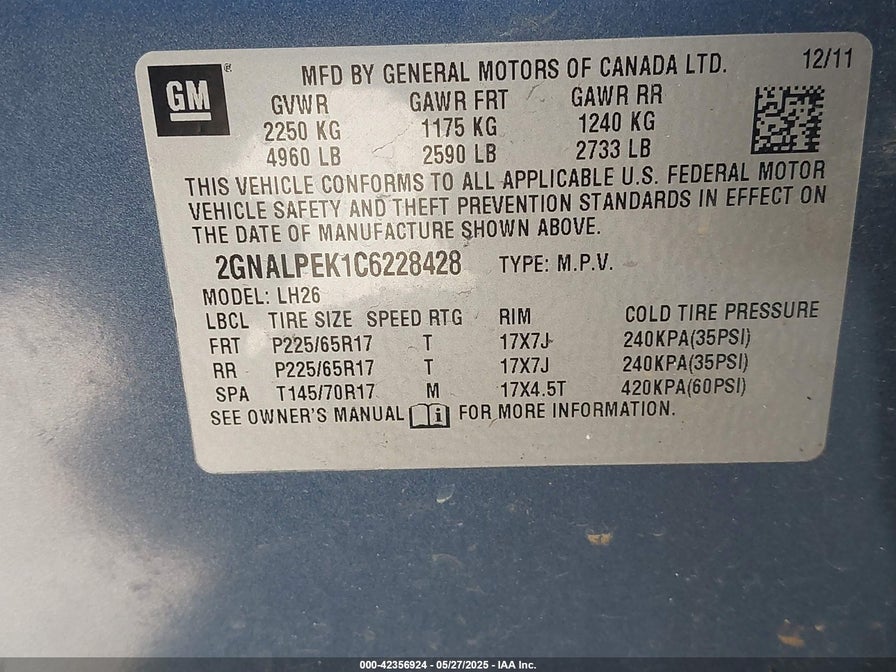 GM®
MFD BY GENERAL MOTORS OF CANADA LTD. 12/11
GVWR GAWR FRT GAWR RR
2250 KG 1175 KG 1240 KG
4960 LB 2590 LB 2733 LB
THIS VEHICLE CONFORMS TO ALL APPLICABLE U.S. FEDERAL MOTOR
VEHICLE SAFETY AND THEFT PREVENTION STANDARDS IN EFFECT ON
THE DATE OF MANUFACTURE SHOWN ABOVE.
2GNALPEK1C6228428 TYPE: M.P.V.
MODEL: LH26
LBCL TIRE SIZE SPEED RTG RIM COLD TIRE PRESSURE
FRT P225/65R17 T 17X7J 240KPA(35PSI)
RR P225/65R17 T 17X7J 240KPA(35PSI)
SPA T145/70R17 M 17X4.5T 420KPA(60PSI)
SEE OWNER'S MANUAL i FOR MORE INFORMATION.
000-42356924 - 05/27/2025 - IAA Inc.